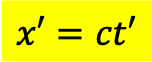 x′ = ct′